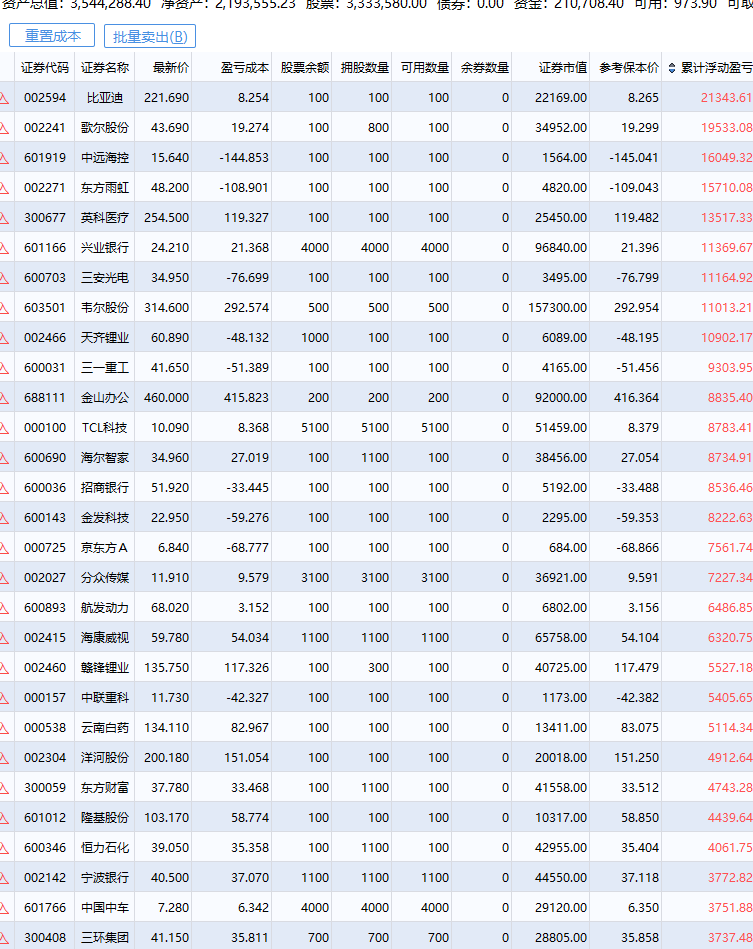 资产总值: 3,544,288.40 净资产: 2,193,555.23 股票: 3,333,580.00 债券: 0.00 资金: 210,708.40 可用: 973.90 可取
重置成本 批量卖出(B)
证券代码 证券名称 最新价 盈亏成本 股票余额 拥股数量 可用数量 余券数量 证券市值 参考保本价 累计浮动盈亏
入 002594 比亚迪 221.690 8.254 100 100 100 0 22169.00 8.265 21343.61
入 002241 歌尔股份 43.690 19.274 100 800 100 0 34952.00 19.299 19533.08
入 601919 中远海控 15.640 -144.853 100 100 100 0 1564.00 -145.041 16049.32
入 002271 东方雨虹 48.200 -108.901 100 100 100 0 4820.00 -109.043 15710.08
入 300677 英科医疗 254.500 119.327 100 100 100 0 25450.00 119.482 13517.33
入 601166 兴业银行 24.210 21.368 4000 4000 4000 0 96840.00 21.396 11369.67
入 600703 三安光电 34.950 -76.699 100 100 100 0 3495.00 -76.799 11164.92
入 603501 韦尔股份 314.600 292.574 500 500 500 0 157300.00 292.954 11013.21
入 002466 天齐锂业 60.890 -48.132 1000 100 100 0 6089.00 -48.195 10902.17
入 600031 三一重工 41.650 -51.389 100 100 100 0 4165.00 -51.456 9303.95
入 688111 金山办公 460.000 415.823 200 200 200 0 92000.00 416.364 8835.40
入 000100 TCL科技 10.090 8.368 5100 5100 5100 0 51459.00 8.379 8783.41
入 600690 海尔智家 34.960 27.019 100 1100 100 0 38456.00 27.054 8734.91
入 600036 招商银行 51.920 -33.445 100 100 100 0 5192.00 -33.488 8536.46
入 600143 金发科技 22.950 -59.276 100 100 100 0 2295.00 -59.353 8222.63
入 000725 京东方A 6.840 -68.777 100 100 100 0 684.00 -68.866 7561.74
入 002027 分众传媒 11.910 9.579 3100 3100 3100 0 36921.00 9.591 7227.34
入 600893 航发动力 68.020 3.152 100 100 100 0 6802.00 3.156 6486.85
入 002415 海康威视 59.780 54.034 1100 1100 1100 0 65758.00 54.104 6320.75
入 002460 赣锋锂业 135.750 117.326 100 300 100 0 40725.00 117.479 5527.18
入 000157 中联重科 11.730 -42.327 100 100 100 0 1173.00 -42.382 5405.65
入 000538 云南白药 134.110 82.967 100 100 100 0 13411.00 83.075 5114.34
入 002304 洋河股份 200.180 151.054 100 100 100 0 20018.00 151.250 4912.64
入 300059 东方财富 37.780 33.468 100 1100 100 0 41558.00 33.512 4743.28
入 601012 隆基股份 103.170 58.774 100 100 100 0 10317.00 58.850 4439.64
入 600346 恒力石化 39.050 35.358 100 1100 100 0 42955.00 35.404 4061.75
入 002142 宁波银行 40.500 37.070 1100 1100 1100 0 44550.00 37.118 3772.82
入 601766 中国中车 7.280 6.342 4000 4000 4000 0 29120.00 6.350 3751.88
入 300408 三环集团 41.150 35.811 700 700 700 0 28805.00 35.858 3737.48